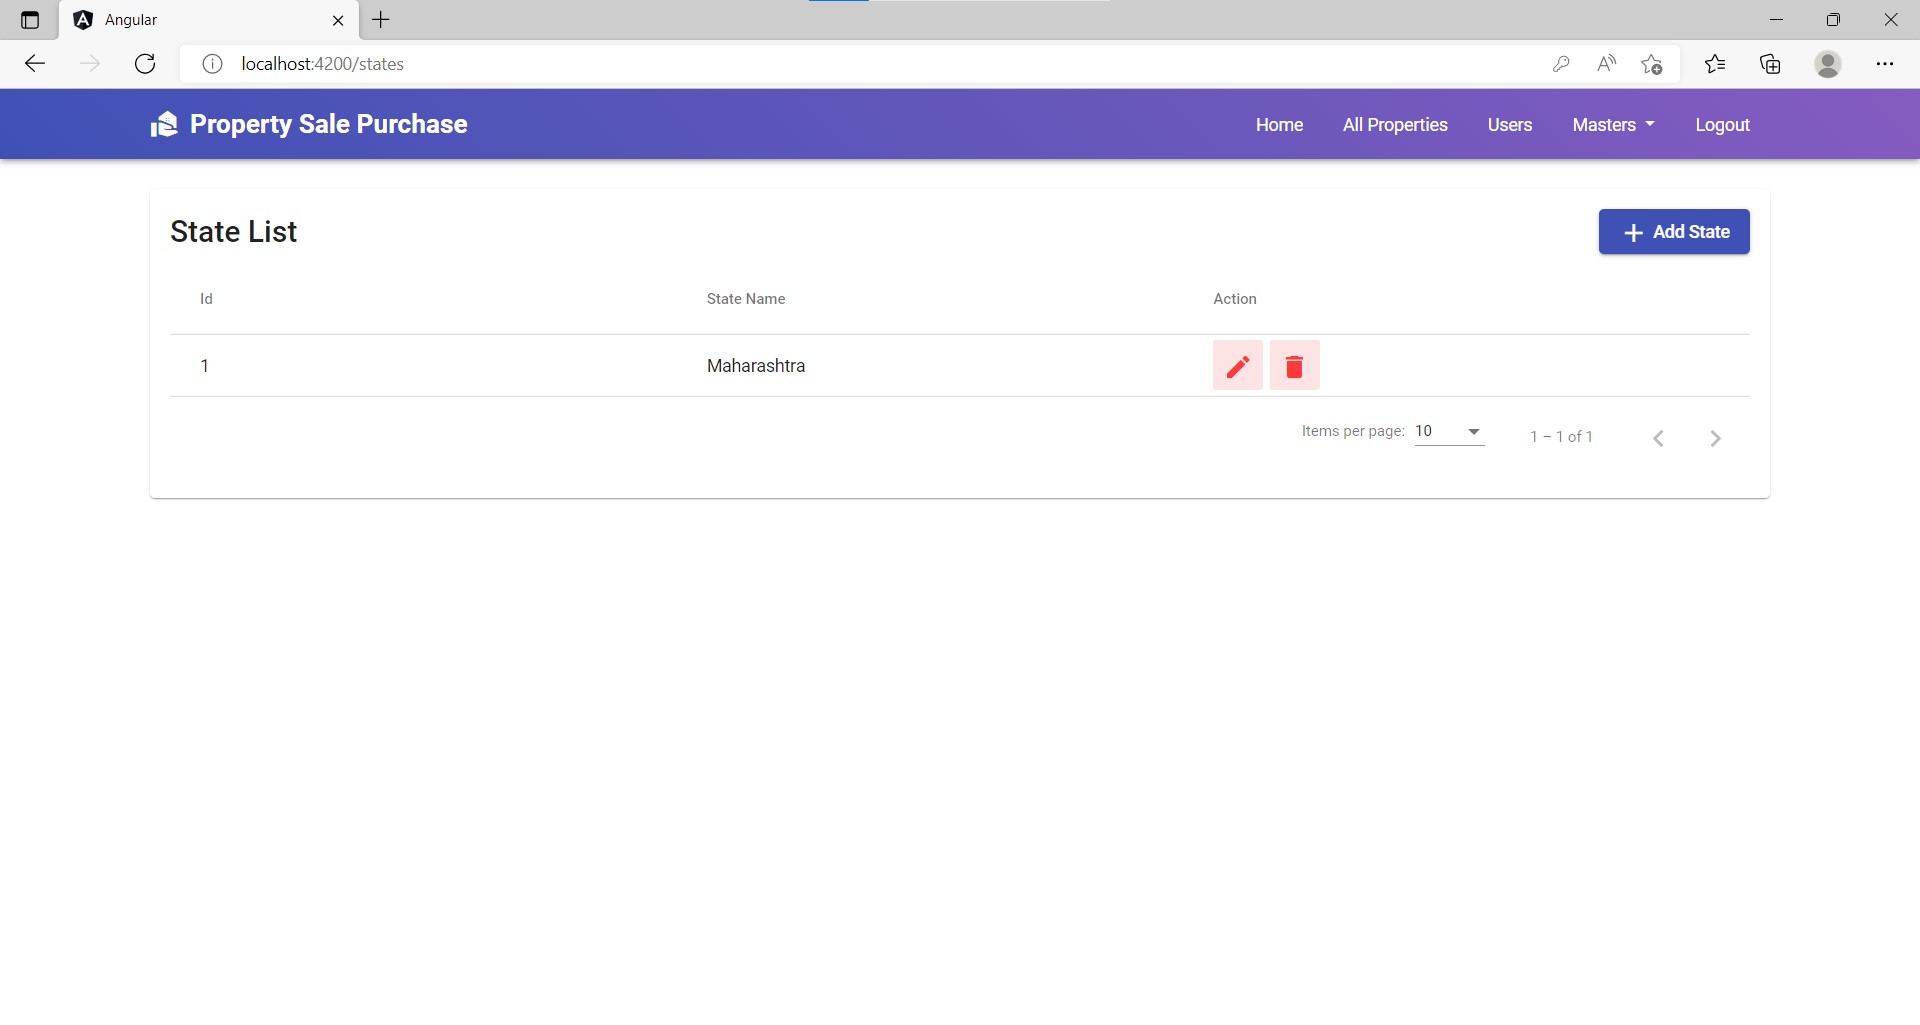 Angular
localhost:4200/states
Property Sale Purchase
Home All Properties Users Masters Logout
State List
Add State
Id State Name Action
1 Maharashtra
Items per page: 10 1 – 1 of 1